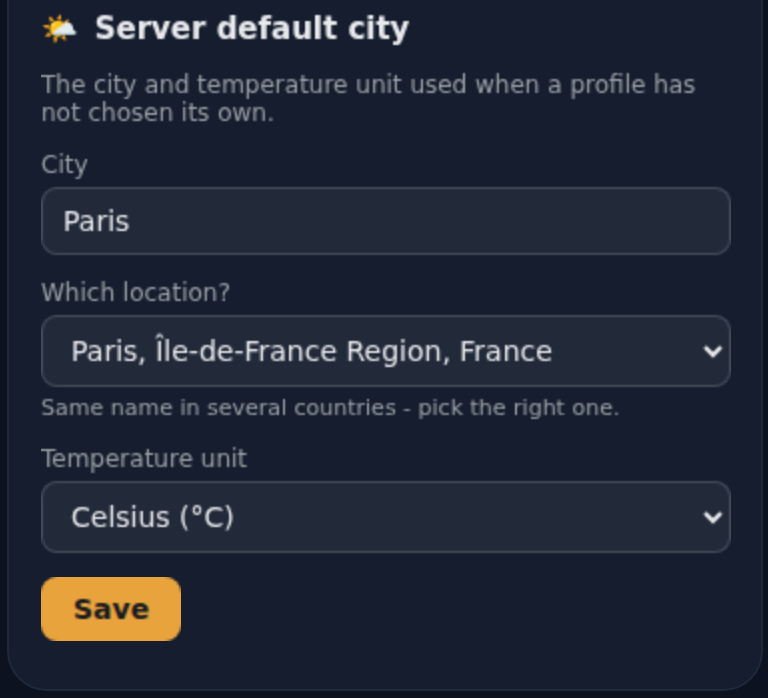 Server default city
The city and temperature unit used when a profile has
not chosen its own.
City
Paris
Which location?
Paris, Île-de-France Region, France
Same name in several countries - pick the right one.
Temperature unit
Celsius (°C)
Save